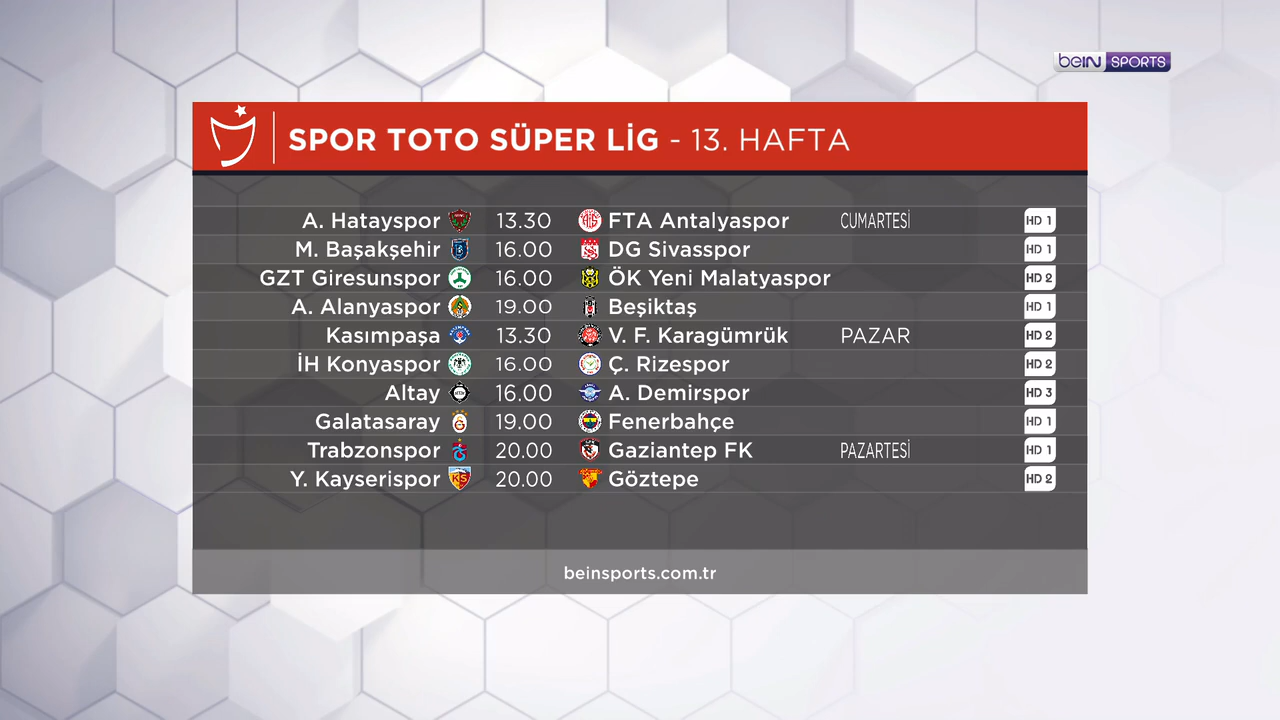 beIN SPORTS
SPOR TOTO SÜPER LİG - 13. HAFTA
A. Hatayspor 13.30 FTA Antalyaspor CUMARTESİ HD 1
M. Başakşehir 16.00 DG Sivasspor HD 1
GZT Giresunspor 16.00 ÖK Yeni Malatyaspor HD 2
A. Alanyaspor 19.00 Beşiktaş HD 1
Kasımpaşa 13.30 V. F. Karagümrük PAZAR HD 2
İH Konyaspor 16.00 Ç. Rizespor HD 2
Altay 16.00 A. Demirspor HD 3
Galatasaray 19.00 Fenerbahçe HD 1
Trabzonspor 20.00 Gaziantep FK PAZARTESİ HD 1
Y. Kayserispor 20.00 Göztepe HD 2
beinsports.com.tr